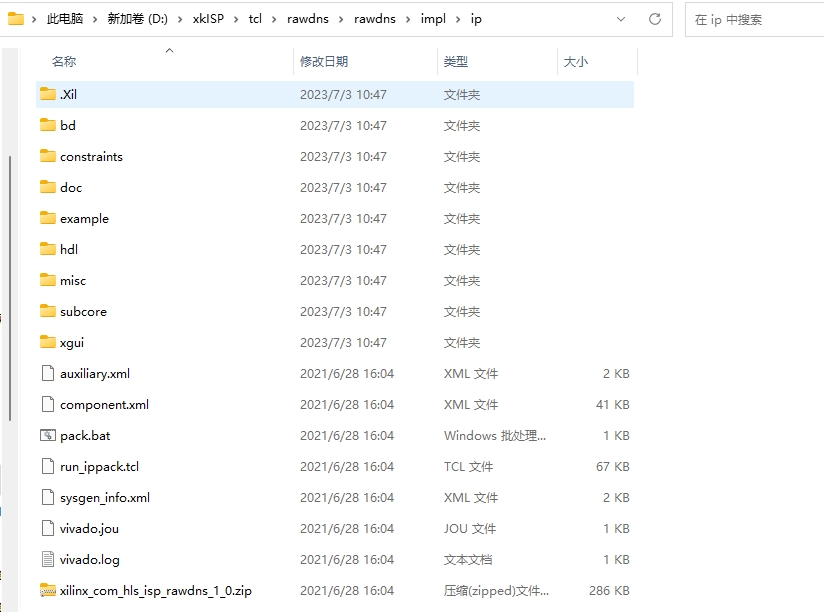 此电脑 > 新加卷 (D:) > xkISP > tcl > rawdns > rawdns > impl > ip
在 ip 中搜索
名称 修改日期 类型 大小
.Xil 2023/7/3 10:47 文件夹
bd 2023/7/3 10:47 文件夹
constraints 2023/7/3 10:47 文件夹
doc 2023/7/3 10:47 文件夹
example 2023/7/3 10:47 文件夹
hdl 2023/7/3 10:47 文件夹
misc 2023/7/3 10:47 文件夹
subcore 2023/7/3 10:47 文件夹
xgui 2023/7/3 10:47 文件夹
auxiliary.xml 2021/6/28 16:04 XML 文件 2 KB
component.xml 2021/6/28 16:04 XML 文件 41 KB
pack.bat 2021/6/28 16:04 Windows 批处理... 1 KB
run_ippack.tcl 2021/6/28 16:04 TCL 文件 67 KB
sysgen_info.xml 2021/6/28 16:04 XML 文件 2 KB
vivado.jou 2021/6/28 16:04 JOU 文件 1 KB
vivado.log 2021/6/28 16:04 文本文档 1 KB
xilinx_com_hls_isp_rawdns_1_0.zip 2021/6/28 16:04 压缩(zipped)文件... 286 KB